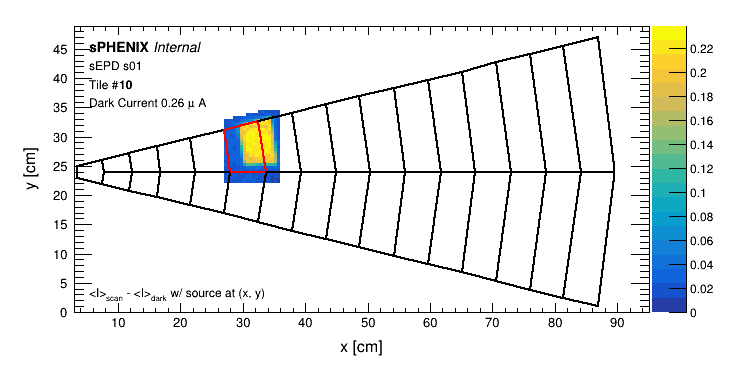 sPHENIX Internal
sEPD s01
Tile #10
Dark Current 0.26 μ A
<I>scan - <I>dark w/ source at (x, y)
y [cm]
45
40
35
30
25
20
15
10
5
0
10 20 30 40 50 60 70 80 90
x [cm]
0.22
0.2
0.18
0.16
0.14
0.12
0.1
0.08
0.06
0.04
0.02
0